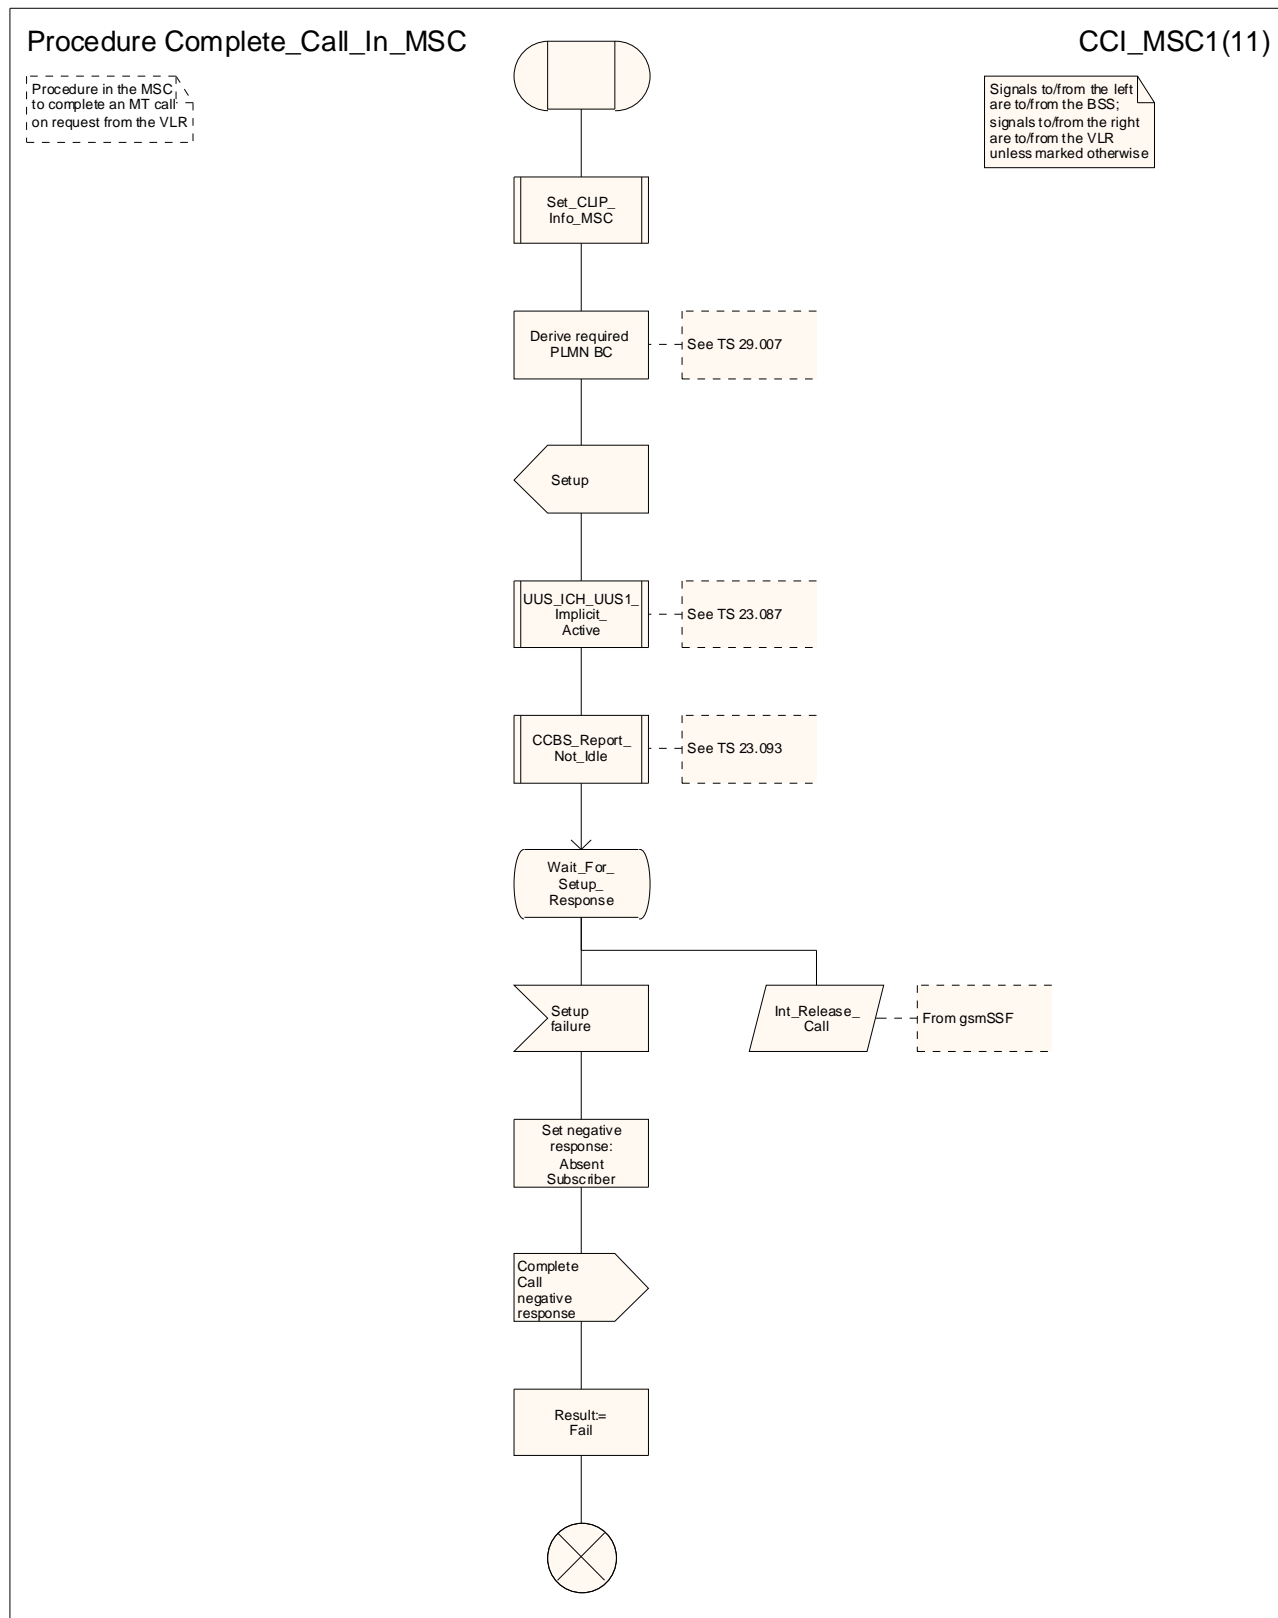 Procedure Complete_Call_In_MSC
CCI_MSC1(11)
Procedure in the MSC
to complete an MT call
on request from the VLR
Signals to/from the left
are to/from the BSS;
signals to/from the right
are to/from the VLR
unless marked otherwise
Set_CLIP_
Info_MSC
Derive required
PLMN BC
See TS 29.007
Setup
UUS_ICH_UUS1_
Implicit_
Active
See TS 23.087
CCBS_Report_
Not_Idle
See TS 23.093
Wait_For_
Setup_
Response
Setup
failure
Int_Release_
Call
From gsmSSF
Set negative
response:
Absent
Subscriber
Complete
Call
negative
response
Result:=
Fail